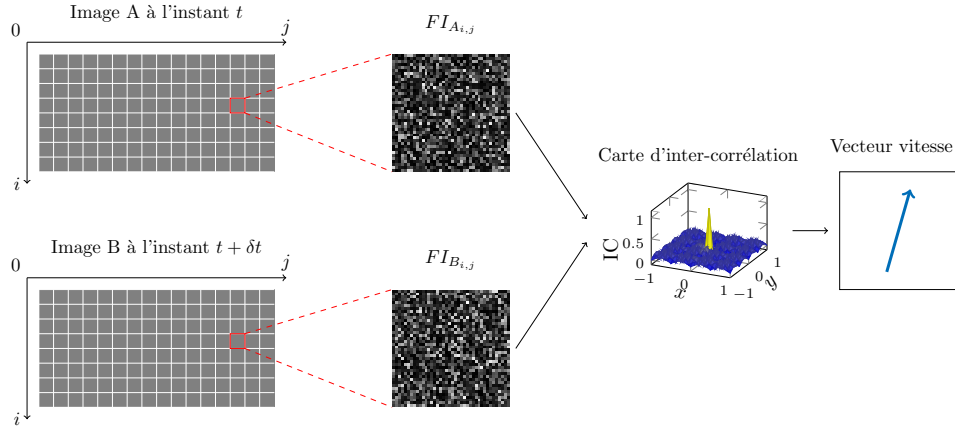 Image A à l'instant t
0
j
i
FI_{A_{i,j}}
Image B à l'instant t + δt
0
j
i
FI_{B_{i,j}}
Carte d'inter-corrélation
IC
1
0.5
0
−1
0
1
x
−1
0
1
y
Vecteur vitesse